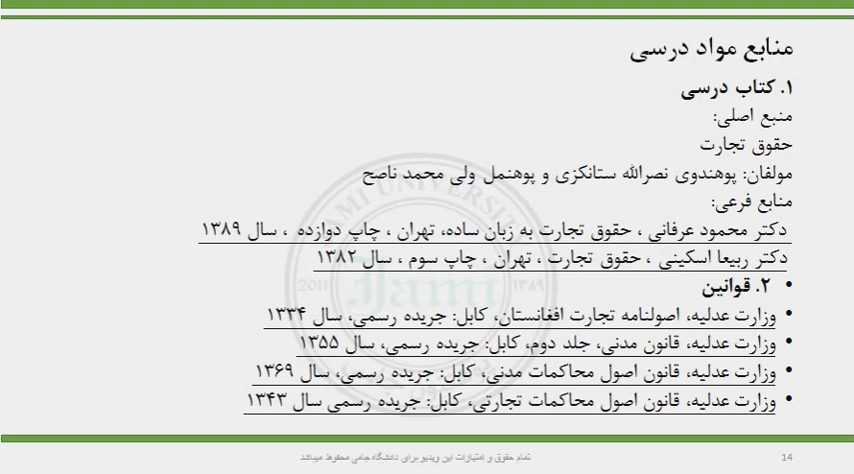 منابع مواد درسی
۱. کتاب درسی
منبع اصلی:
حقوق تجارت
مولفان: پوهندوی نصرالله ستانکزی و پوهنمل ولی محمد ناصح
منابع فرعی:
دکتر محمود عرفانی ، حقوق تجارت به زبان ساده، تهران ، چاپ دوازده ، سال ۱۳۸۹
دکتر ربیعا اسکینی ، حقوق تجارت ، تهران ، چاپ سوم ، سال ۱۳۸۲
• ۲. قوانین
• وزارت عدلیه، اصولنامه تجارت افغانستان، کابل: جریده رسمی، سال ۱۳۳۴
• وزارت عدلیه، قانون مدنی، جلد دوم، کابل: جریده رسمی، سال ۱۳۵۵
• وزارت عدلیه، قانون اصول محاکمات مدنی، کابل: جریده رسمی، سال ۱۳۶۹
• وزارت عدلیه، قانون اصول محاکمات تجارتی، کابل: جریده رسمی سال ۱۳۴۳
JAMI UNIVERSITY
2011 Jami ۱۳۸۹
تمام حقوق و امتیازات این ویدیو برای دانشگاه جامی محفوظ میباشد
14